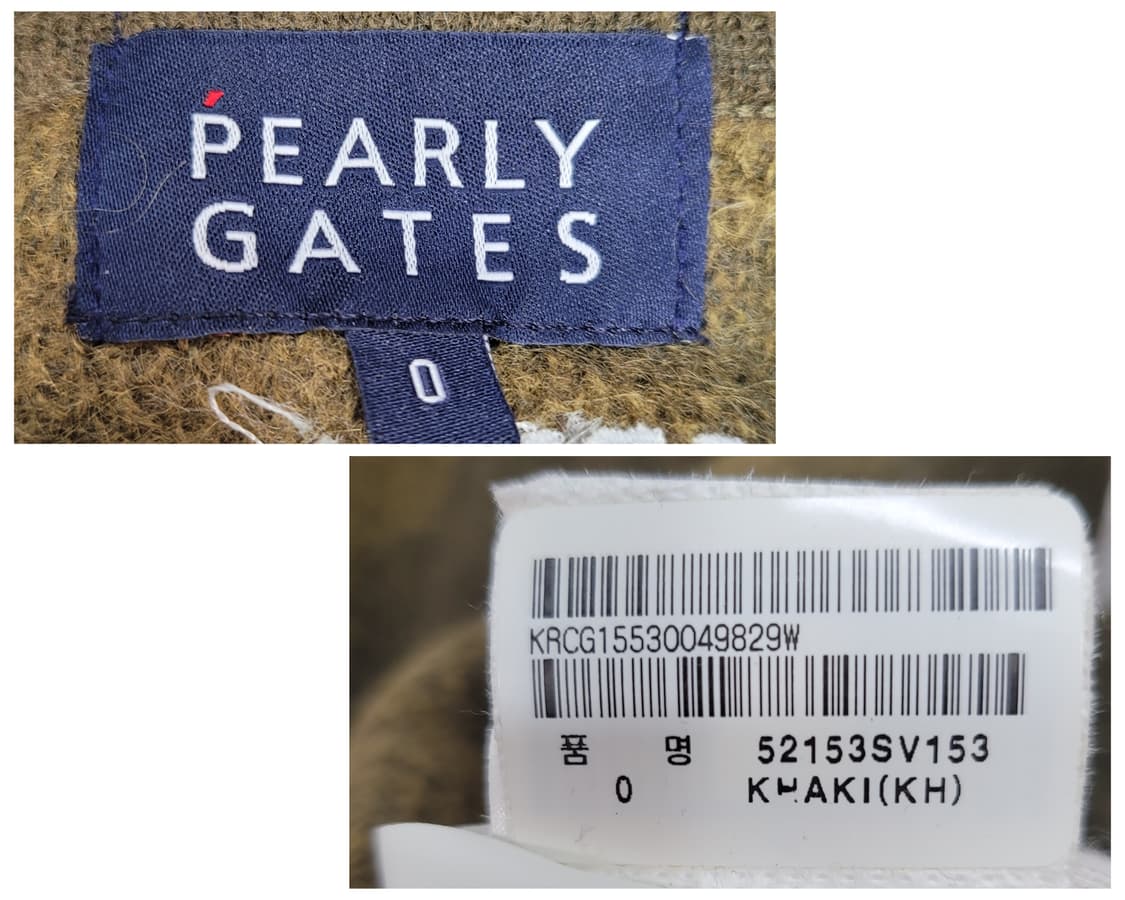 PEARLY
GATES
0
KRCG15530049829W
품 명 52153SV153
0 KHAKI(KH)